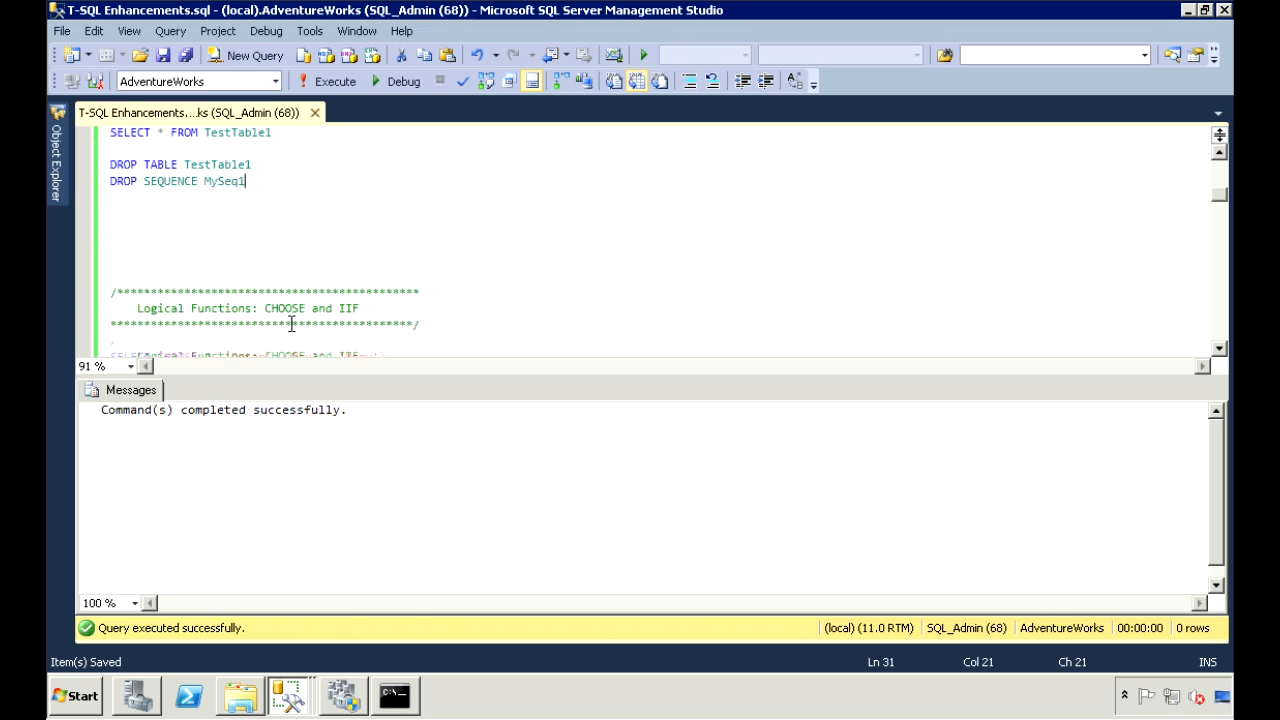 T-SQL Enhancements.sql - (local).AdventureWorks (SQL_Admin (68)) - Microsoft SQL Server Management Studio
File Edit View Query Project Debug Tools Window Help
New Query
AdventureWorks Execute Debug
T-SQL Enhancements....ks (SQL_Admin (68))
Object Explorer
SELECT * FROM TestTable1
DROP TABLE TestTable1
DROP SEQUENCE MySeq1
/*******************************************
Logical Functions: CHOOSE and IIF
*********************************************/
91 %
Messages
Command(s) completed successfully.
100 %
Query executed successfully. (local) (11.0 RTM) SQL_Admin (68) AdventureWorks 00:00:00 0 rows
Item(s) Saved Ln 31 Col 21 Ch 21 INS
Start